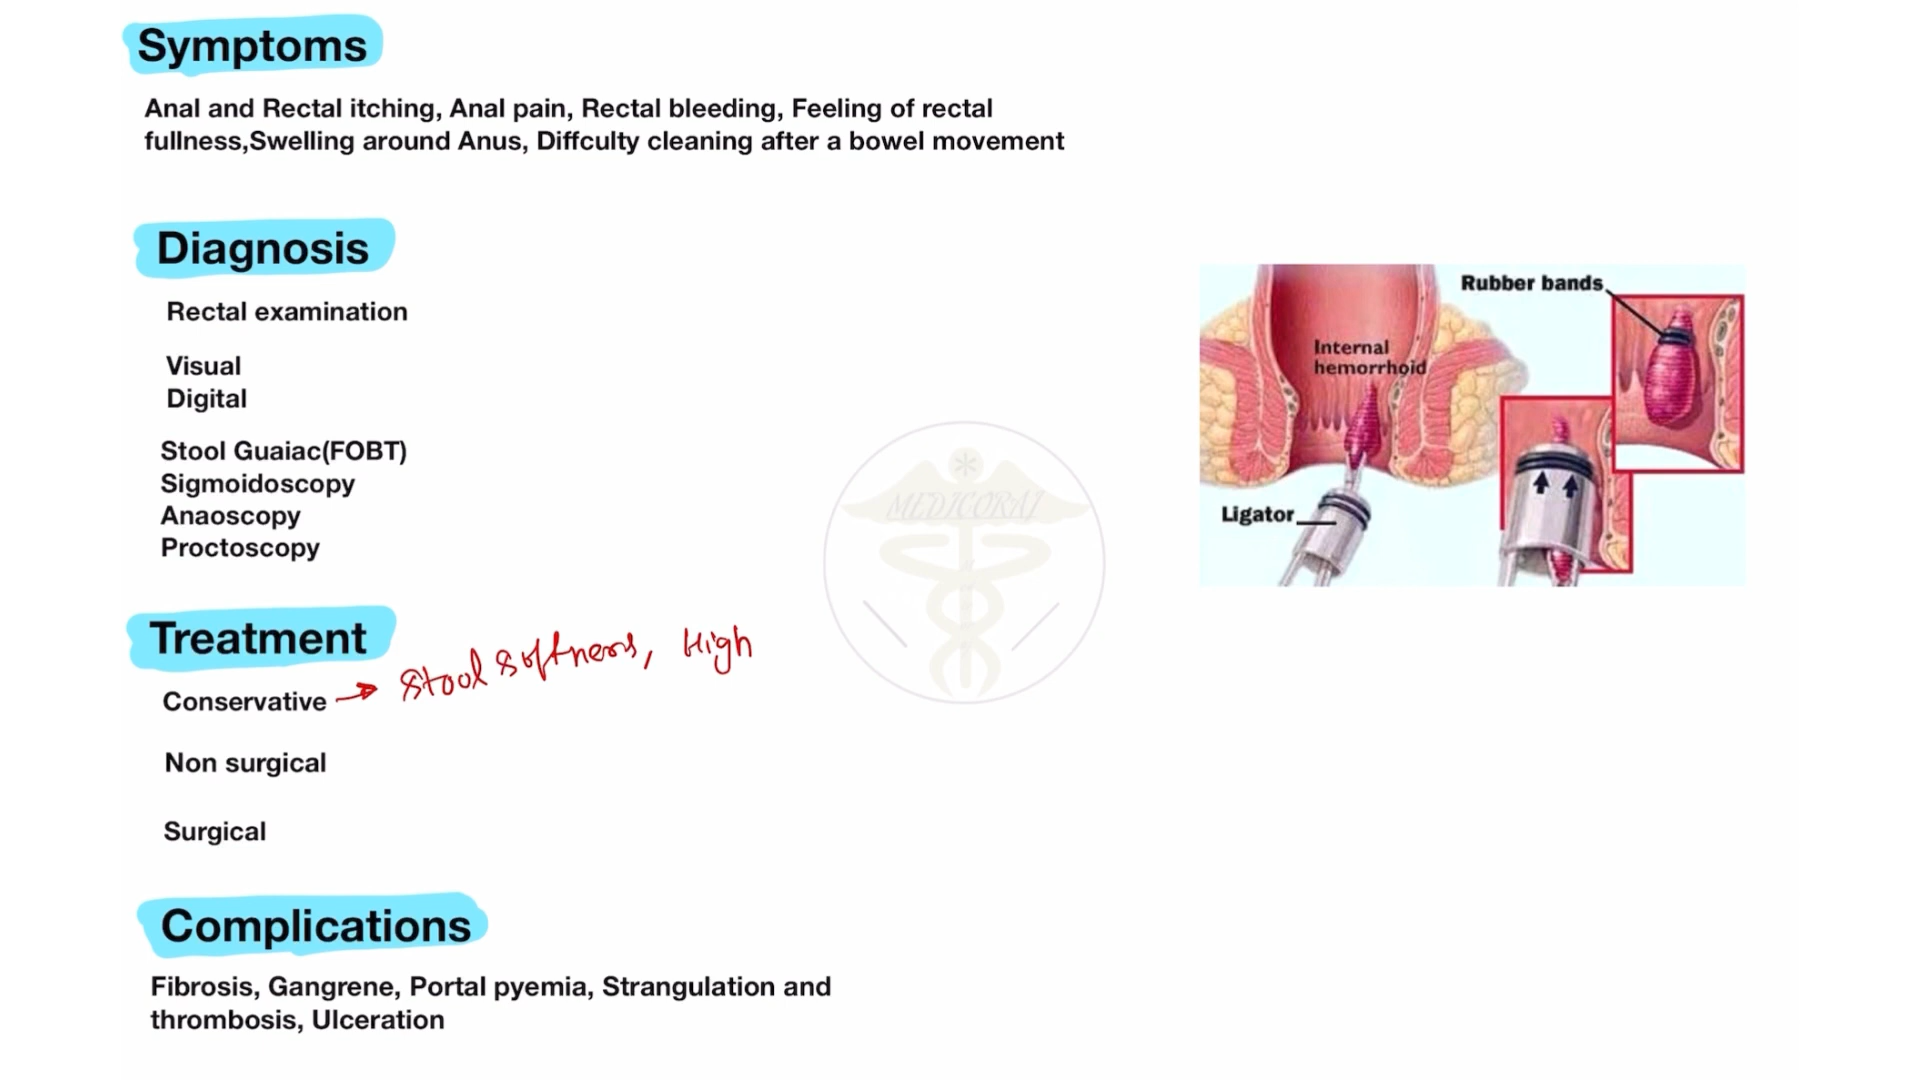 Symptoms
Anal and Rectal itching, Anal pain, Rectal bleeding, Feeling of rectal
fullness,Swelling around Anus, Diffculty cleaning after a bowel movement
Diagnosis
Rectal examination
Visual
Digital
Stool Guaiac(FOBT)
Sigmoidoscopy
Anaoscopy
Proctoscopy
Rubber bands
Internal
hemorrhoid
Ligator
MEDICORAI
Treatment
Conservative → Stool softners, High
Non surgical
Surgical
Complications
Fibrosis, Gangrene, Portal pyemia, Strangulation and
thrombosis, Ulceration